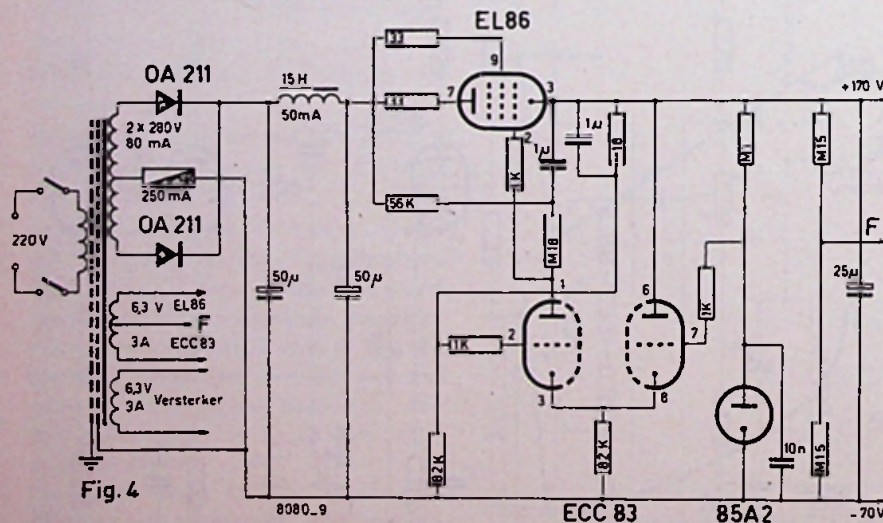 EL86
33
9
OA 211
15H
50mA
33
7
3
+170 V
2 x 280V
80 mA
1µ
1µ
2
1K
M18
M15
250 mA
56K
OA 211
220V
M18
F
50µ
50µ
25µ
1
6
1K
7
6,3 V
EL86
F
3A
ECC83
1K
2
3
8
6,3V
3A
Versterker
82K
82K
10n
M15
Fig. 4
8080_9
ECC 83
85A2
-70V